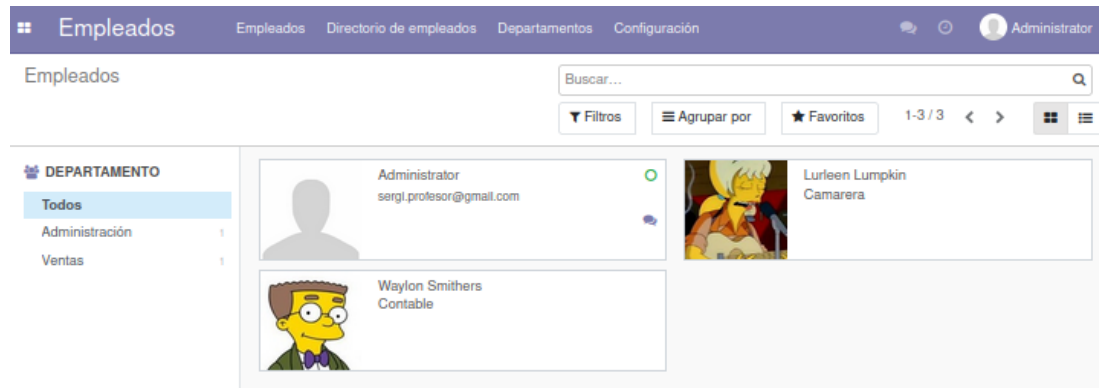 Empleados Empleados Directorio de empleados Departamentos Configuración Administrator
Empleados
Buscar...
Filtros Agrupar por Favoritos 1-3 / 3
DEPARTAMENTO
Todos
Administración 1
Ventas 1
Administrator
sergi.profesor@gmail.com
Lurleen Lumpkin
Camarera
Waylon Smithers
Contable